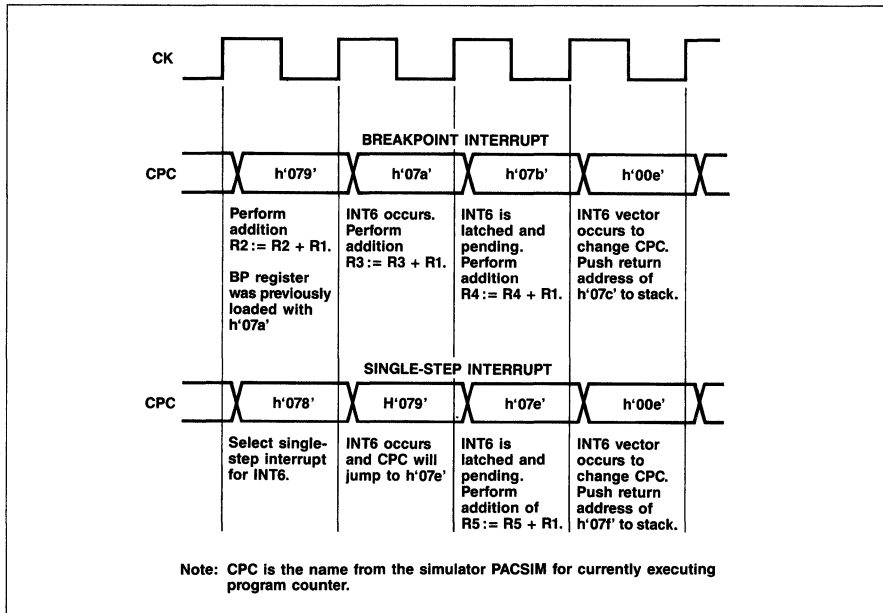 CK
BREAKPOINT INTERRUPT
CPC
h'079'
h'07a'
h'07b'
h'00e'
Perform
addition
R2:= R2 + R1.
BP register
was previously
loaded with
h'07a'
INT6 occurs.
Perform
addition
R3:= R3 + R1.
INT6 is
latched and
pending.
Perform
addition
R4:= R4 + R1.
INT6 vector
occurs to
change CPC.
Push return
address of
h'07c' to stack.
SINGLE-STEP INTERRUPT
CPC
h'078'
H'079'
h'07e'
h'00e'
Select single-
step interrupt
for INT6.
INT6 occurs
and CPC will
jump to h'07e'
INT6 is
latched and
pending.
Perform
addition of
R5:= R5 + R1.
INT6 vector
occurs to
change CPC.
Push return
address of
h'07f' to stack.
Note: CPC is the name from the simulator PACSIM for currently executing
program counter.